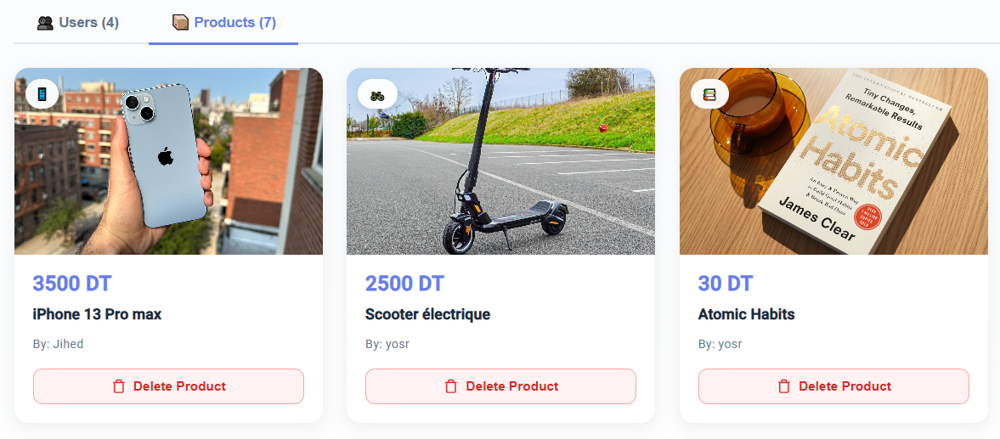 Users (4)
Products (7)
3500 DT
iPhone 13 Pro max
By: Jihed
Delete Product
2500 DT
Scooter électrique
By: yosr
Delete Product
THE INTERNATIONAL BESTSELLER
Tiny Changes,
Remarkable Results
Atomic
Habits
An Easy & Proven Way
to Build Good Habits
& Break Bad Ones
James Clear
OVER
1 MILLION
COPIES
SOLD
30 DT
Atomic Habits
By: yosr
Delete Product